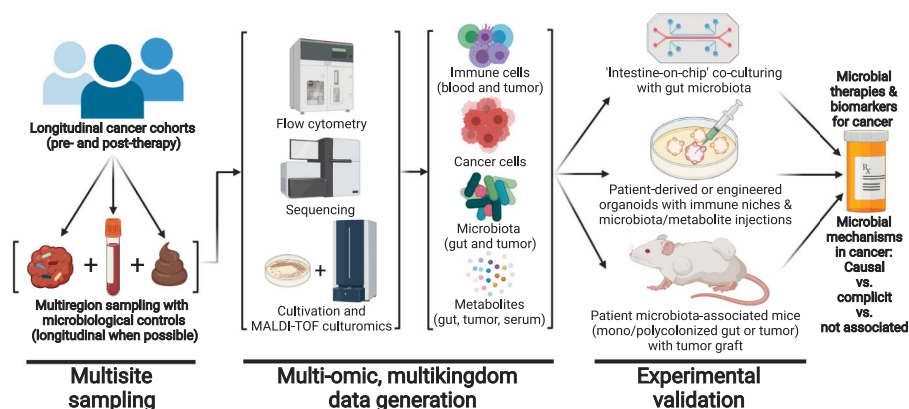 Longitudinal cancer cohorts
(pre- and post-therapy)
+
+
Multiregion sampling with
microbiological controls
(longitudinal when possible)
Multisite
sampling
Flow cytometry
Sequencing
+
Cultivation and
MALDI-TOF culturomics
Immune cells
(blood and tumor)
Cancer cells
Microbiota
(gut and tumor)
Metabolites
(gut, tumor, serum)
Multi-omic, multikingdom
data generation
'Intestine-on-chip' co-culturing
with gut microbiota
Patient-derived or engineered
organoids with immune niches &
microbiota/metabolite injections
Patient microbiota-associated mice
(mono/polycolonized gut or tumor)
with tumor graft
Experimental
validation
Microbial
therapies &
biomarkers
for cancer
Rx
Microbial
mechanisms
in cancer:
Causal
vs.
complicit
vs.
not associated